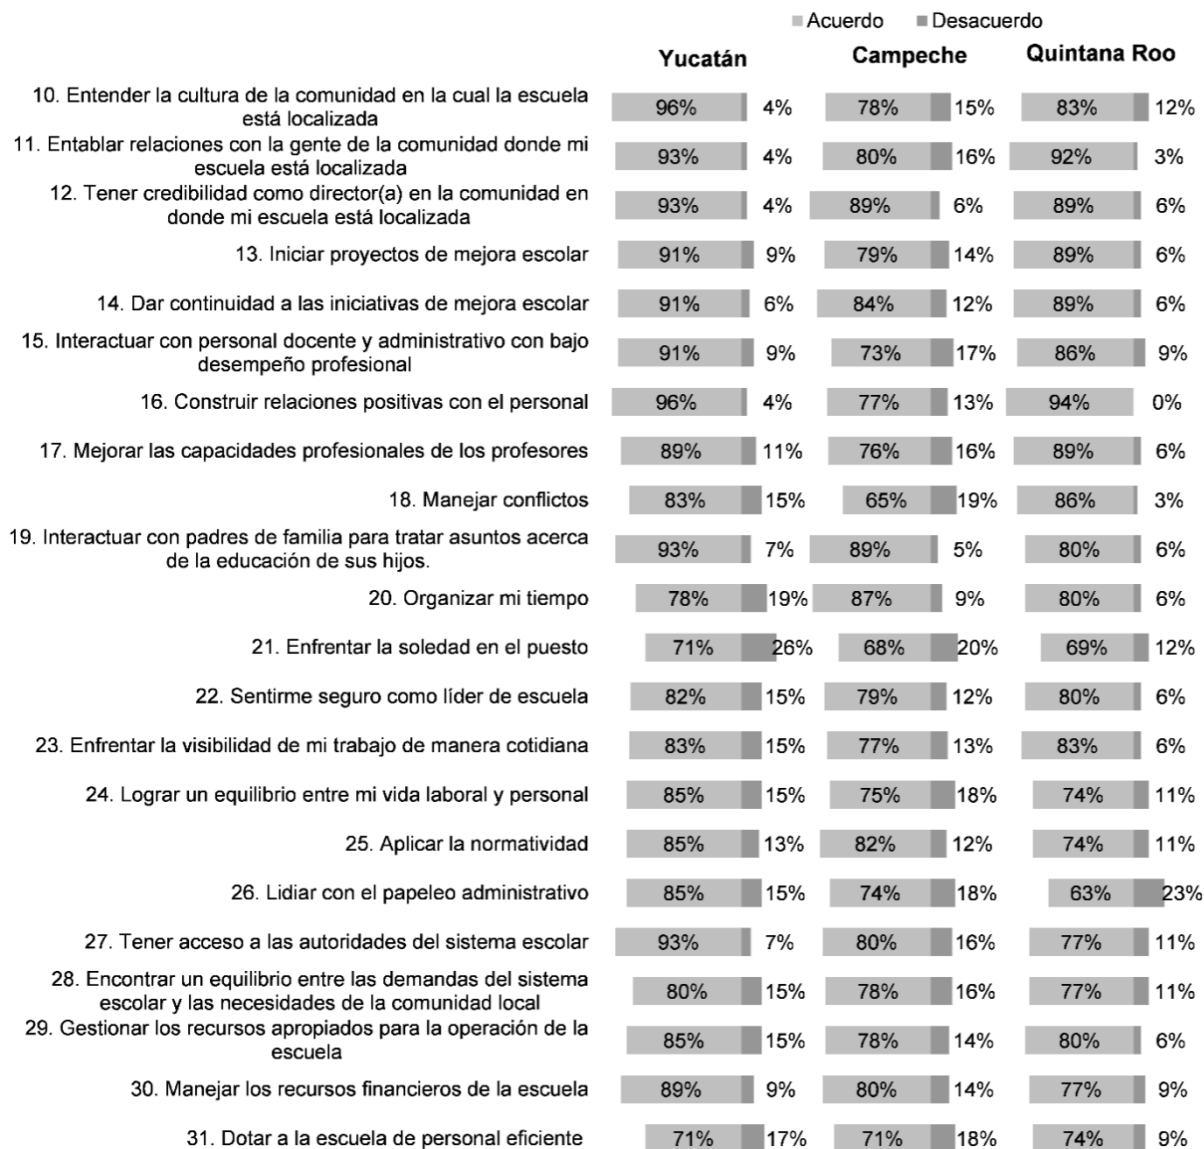 Acuerdo Desacuerdo
Yucatán Campeche Quintana Roo
10. Entender la cultura de la comunidad en la cual la escuela
está localizada
96% 4% 78% 15% 83% 12%
11. Entablar relaciones con la gente de la comunidad donde mi
escuela está localizada
93% 4% 80% 16% 92% 3%
12. Tener credibilidad como director(a) en la comunidad en
donde mi escuela está localizada
93% 4% 89% 6% 89% 6%
13. Iniciar proyectos de mejora escolar 91% 9% 79% 14% 89% 6%
14. Dar continuidad a las iniciativas de mejora escolar 91% 6% 84% 12% 89% 6%
15. Interactuar con personal docente y administrativo con bajo
desempeño profesional
91% 9% 73% 17% 86% 9%
16. Construir relaciones positivas con el personal 96% 4% 77% 13% 94% 0%
17. Mejorar las capacidades profesionales de los profesores 89% 11% 76% 16% 89% 6%
18. Manejar conflictos 83% 15% 65% 19% 86% 3%
19. Interactuar con padres de familia para tratar asuntos acerca
de la educación de sus hijos.
93% 7% 89% 5% 80% 6%
20. Organizar mi tiempo 78% 19% 87% 9% 80% 6%
21. Enfrentar la soledad en el puesto 71% 26% 68% 20% 69% 12%
22. Sentirme seguro como líder de escuela 82% 15% 79% 12% 80% 6%
23. Enfrentar la visibilidad de mi trabajo de manera cotidiana 83% 15% 77% 13% 83% 6%
24. Lograr un equilibrio entre mi vida laboral y personal 85% 15% 75% 18% 74% 11%
25. Aplicar la normatividad 85% 13% 82% 12% 74% 11%
26. Lidiar con el papeleo administrativo 85% 15% 74% 18% 63% 23%
27. Tener acceso a las autoridades del sistema escolar 93% 7% 80% 16% 77% 11%
28. Encontrar un equilibrio entre las demandas del sistema
escolar y las necesidades de la comunidad local
80% 15% 78% 16% 77% 11%
29. Gestionar los recursos apropiados para la operación de la
escuela
85% 15% 78% 14% 80% 6%
30. Manejar los recursos financieros de la escuela 89% 9% 80% 14% 77% 9%
31. Dotar a la escuela de personal eficiente 71% 17% 71% 18% 74% 9%